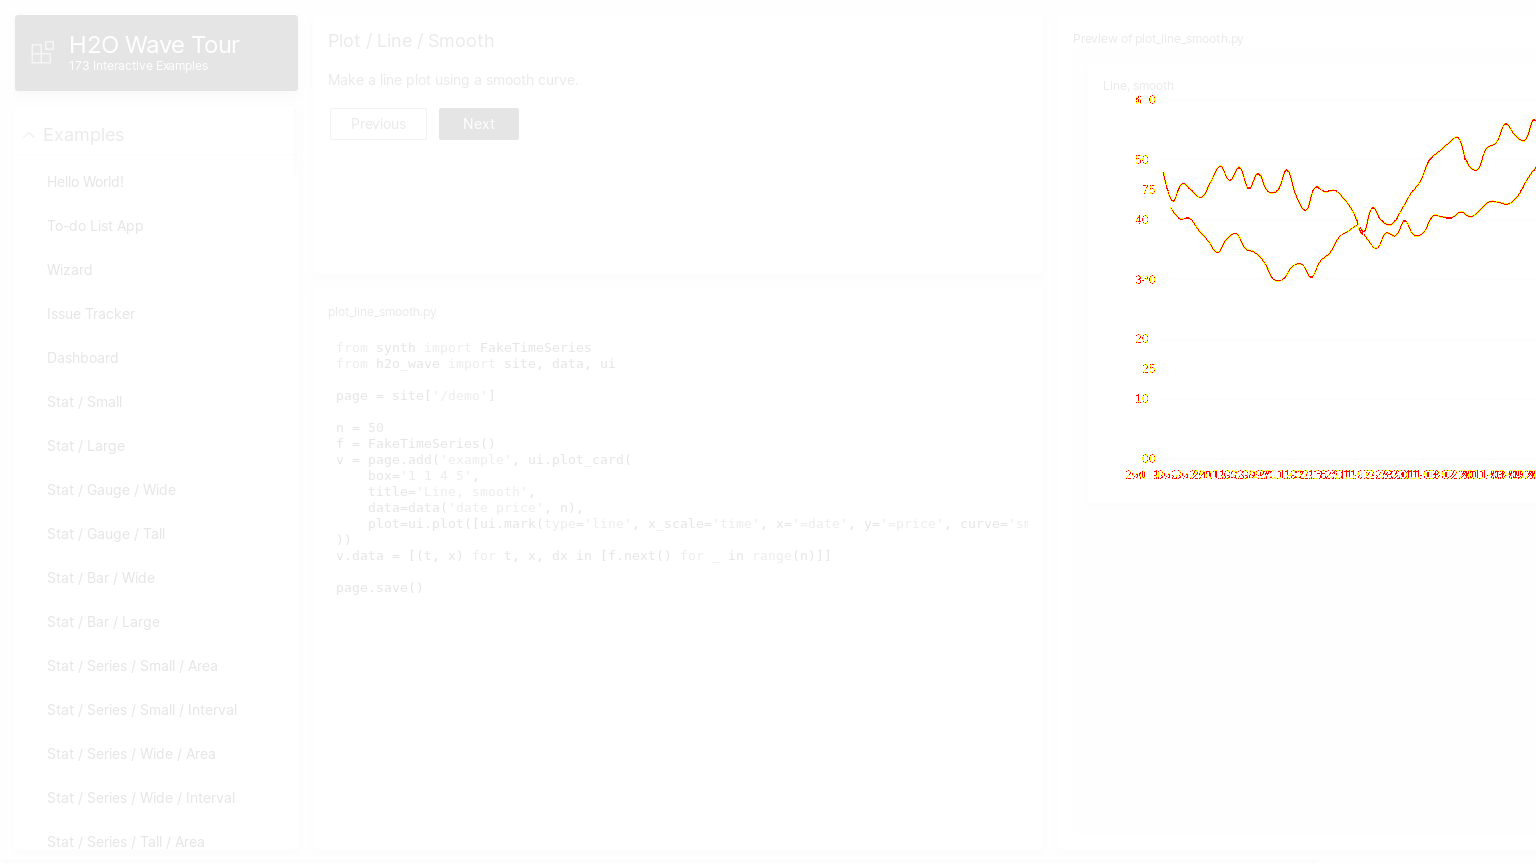 H2O Wave Tour
173 Interactive Examples
Examples
Hello World!
To-do List App
Wizard
Issue Tracker
Dashboard
Stat / Small
Stat / Large
Stat / Gauge / Wide
Stat / Gauge / Tall
Stat / Bar / Wide
Stat / Bar / Large
Stat / Series / Small / Area
Stat / Series / Small / Interval
Stat / Series / Wide / Area
Stat / Series / Wide / Interval
Stat / Series / Tall / Area
Plot / Line / Smooth
Make a line plot using a smooth curve.
Previous
Next
plot_line_smooth.py
from synth import FakeTimeSeries
from h2o_wave import site, data, ui
page = site['/demo']
n = 50
f = FakeTimeSeries()
v = page.add('example', ui.plot_card(
    box='1 1 4 5',
    title='Line, smooth',
    data=data('date price', n),
    plot=ui.plot([ui.mark(type='line', x_scale='time', x='=date', y='=price', curve='sm
))
v.data = [(t, x) for t, x, dx in [f.next() for _ in range(n)]]
page.save()
Preview of plot_line_smooth.py
Line, smooth
50
75
40
20
25
10